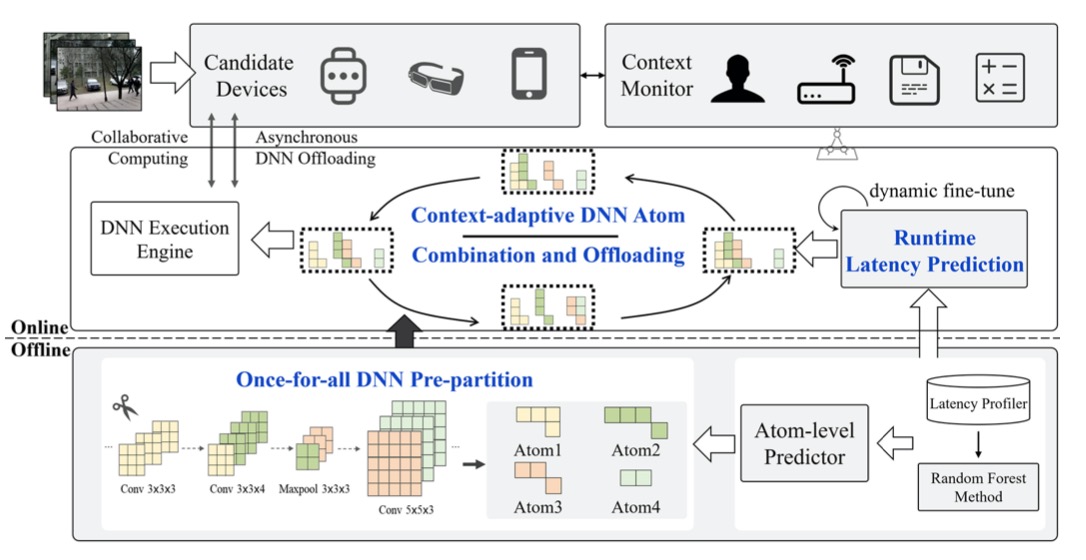 Candidate
Devices
Context
Monitor
Collaborative
Computing
Asynchronous
DNN Offloading
dynamic fine-tune
DNN Execution
Engine
Context-adaptive DNN Atom
Combination and Offloading
Runtime
Latency Prediction
Online
Offline
Once-for-all DNN Pre-partition
Conv 3x3x3
Conv 3x3x4
Maxpool 3x3x3
Conv 5x5x3
Atom1
Atom2
Atom3
Atom4
Atom-level
Predictor
Latency Profiler
Random Forest
Method